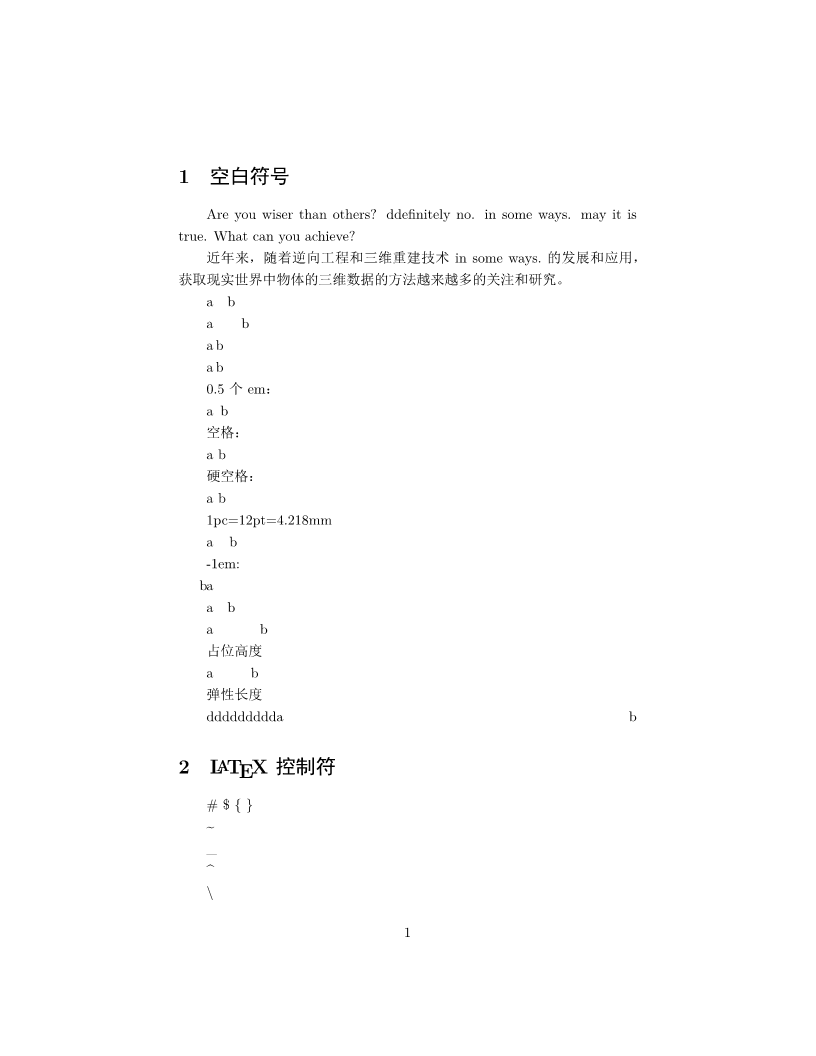 1 空白符号
Are you wiser than others? ddefinitely no. in some ways. may it is
true. What can you achieve?
近年来，随着逆向工程和三维重建技术 in some ways. 的发展和应用，
获取现实世界中物体的三维数据的方法越来越多的关注和研究。
a b
a b
a b
a b
0.5 个 em：
a b
空格：
a b
硬空格：
a b
1pc=12pt=4.218mm
a b
-1em:
ba
a b
a b
占位高度
a b
弹性长度
dddddddddda b
2 LATEX 控制符
# $ { }
~
_
^
\
1